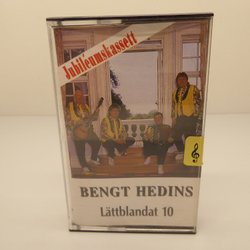 Jubileumskassett
BENGT HEDINS
Lättblandat 10